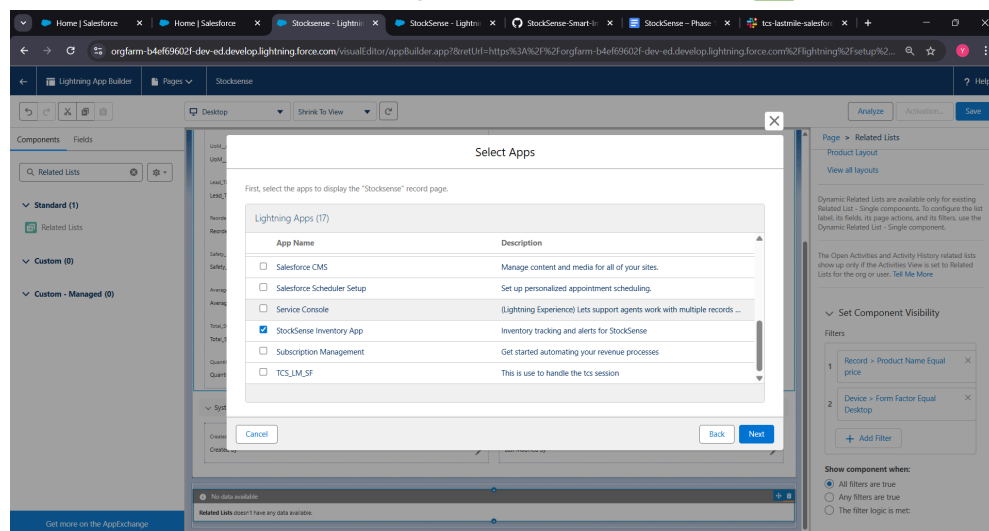 Home | Salesforce
Home | Salesforce
Stocksense - Lightnin
StockSense - Lightni
StockSense-Smart-In
StockSense – Phase
tcs-lastmile-salesfor
orgfarm-b4ef69602f-dev-ed.develop.lightning.force.com/visualEditor/appBuilder.app?&retUrl=https%3A%2F%2Forgfarm-b4ef69602f-dev-ed.develop.lightning.force.com%2Flightning%2Fsetup%2...
Y
Lightning App Builder
Pages
Stocksense
? Help
Desktop
Shrink To View
Analyze
Activation...
Save
Components
Fields
Related Lists
Standard (1)
Related Lists
Custom (0)
Custom - Managed (0)
Get more on the AppExchange
Select Apps
First, select the apps to display the "Stocksense" record page.
Lightning Apps (17)
App Name
Description
Salesforce CMS
Manage content and media for all of your sites.
Salesforce Scheduler Setup
Set up personalized appointment scheduling.
Service Console
(Lightning Experience) Lets support agents work with multiple records ...
StockSense Inventory App
Inventory tracking and alerts for StockSense
Subscription Management
Get started automating your revenue processes
TCS_LM_SF
This is use to handle the tcs session
Cancel
Back
Next
No data available
Related Lists doesn't have any data available.
Page > Related Lists
Product Layout
View all layouts
Dynamic Related Lists are available only for existing
Related List - Single components. To configure the list
label, its fields, its page actions, and its filters, use the
Dynamic Related List - Single component.
The Open Activities and Activity History related lists
show up only if the Activities View is set to Related
Lists for the org or user. Tell Me More
Set Component Visibility
Filters
1
Record > Product Name Equal
price
2
Device > Form Factor Equal
Desktop
+ Add Filter
Show component when:
All filters are true
Any filters are true
The filter logic is met: